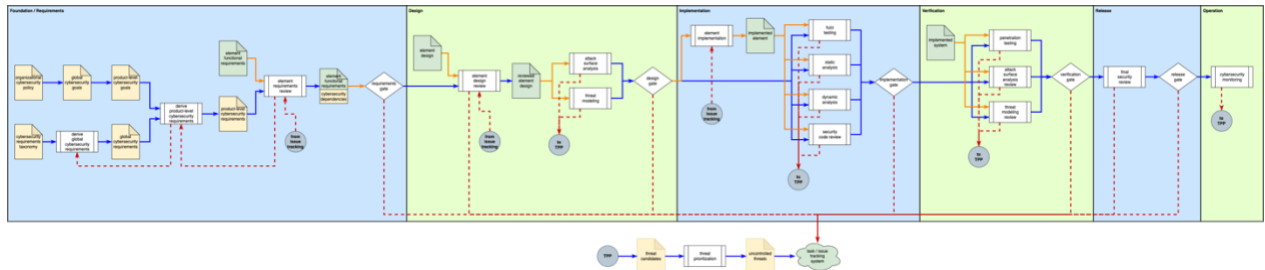 Foundation / Requirements
Design
Implementation
Verification
Release
Operation
organizational
cybersecurity
policy
global
cybersecurity
goals
product-level
cybersecurity
goals
cybersecurity
requirements
taxonomy
derive
global
cybersecurity
requirements
global
cybersecurity
requirements
derive
product-level
cybersecurity
requirements
product-level
cybersecurity
requirements
element
functional
requirements
element
requirements
review
from
issue
tracking
element
functional
requirements
cybersecurity
dependencies
requirements
gate
element
design
element
design
review
from
issue
tracking
reviewed
element
design
attack
surface
analysis
threat
modeling
to
TPP
design
gate
element
implementation
from
issue
tracking
implemented
element
fuzz
testing
static
analysis
dynamic
analysis
security
code review
to
TPP
implementation
gate
implemented
system
penetration
testing
attack
surface
analysis
review
threat
modeling
review
to
TPP
verification
gate
final
security
review
release
gate
cybersecurity
monitoring
to
TPP
TPP
threat
candidates
threat
prioritization
uncontrolled
threats
task / issue
tracking
system